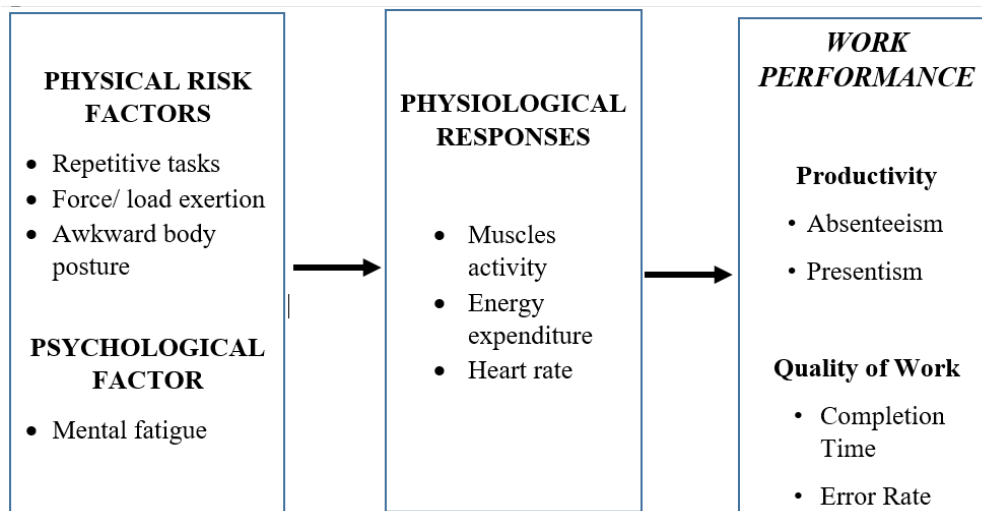 PHYSICAL RISK
FACTORS
• Repetitive tasks
• Force/ load exertion
• Awkward body
posture
PSYCHOLOGICAL
FACTOR
• Mental fatigue
PHYSIOLOGICAL
RESPONSES
• Muscles
activity
• Energy
expenditure
• Heart rate
WORK
PERFORMANCE
Productivity
• Absenteeism
• Presentism
Quality of Work
• Completion
Time
• Error Rate